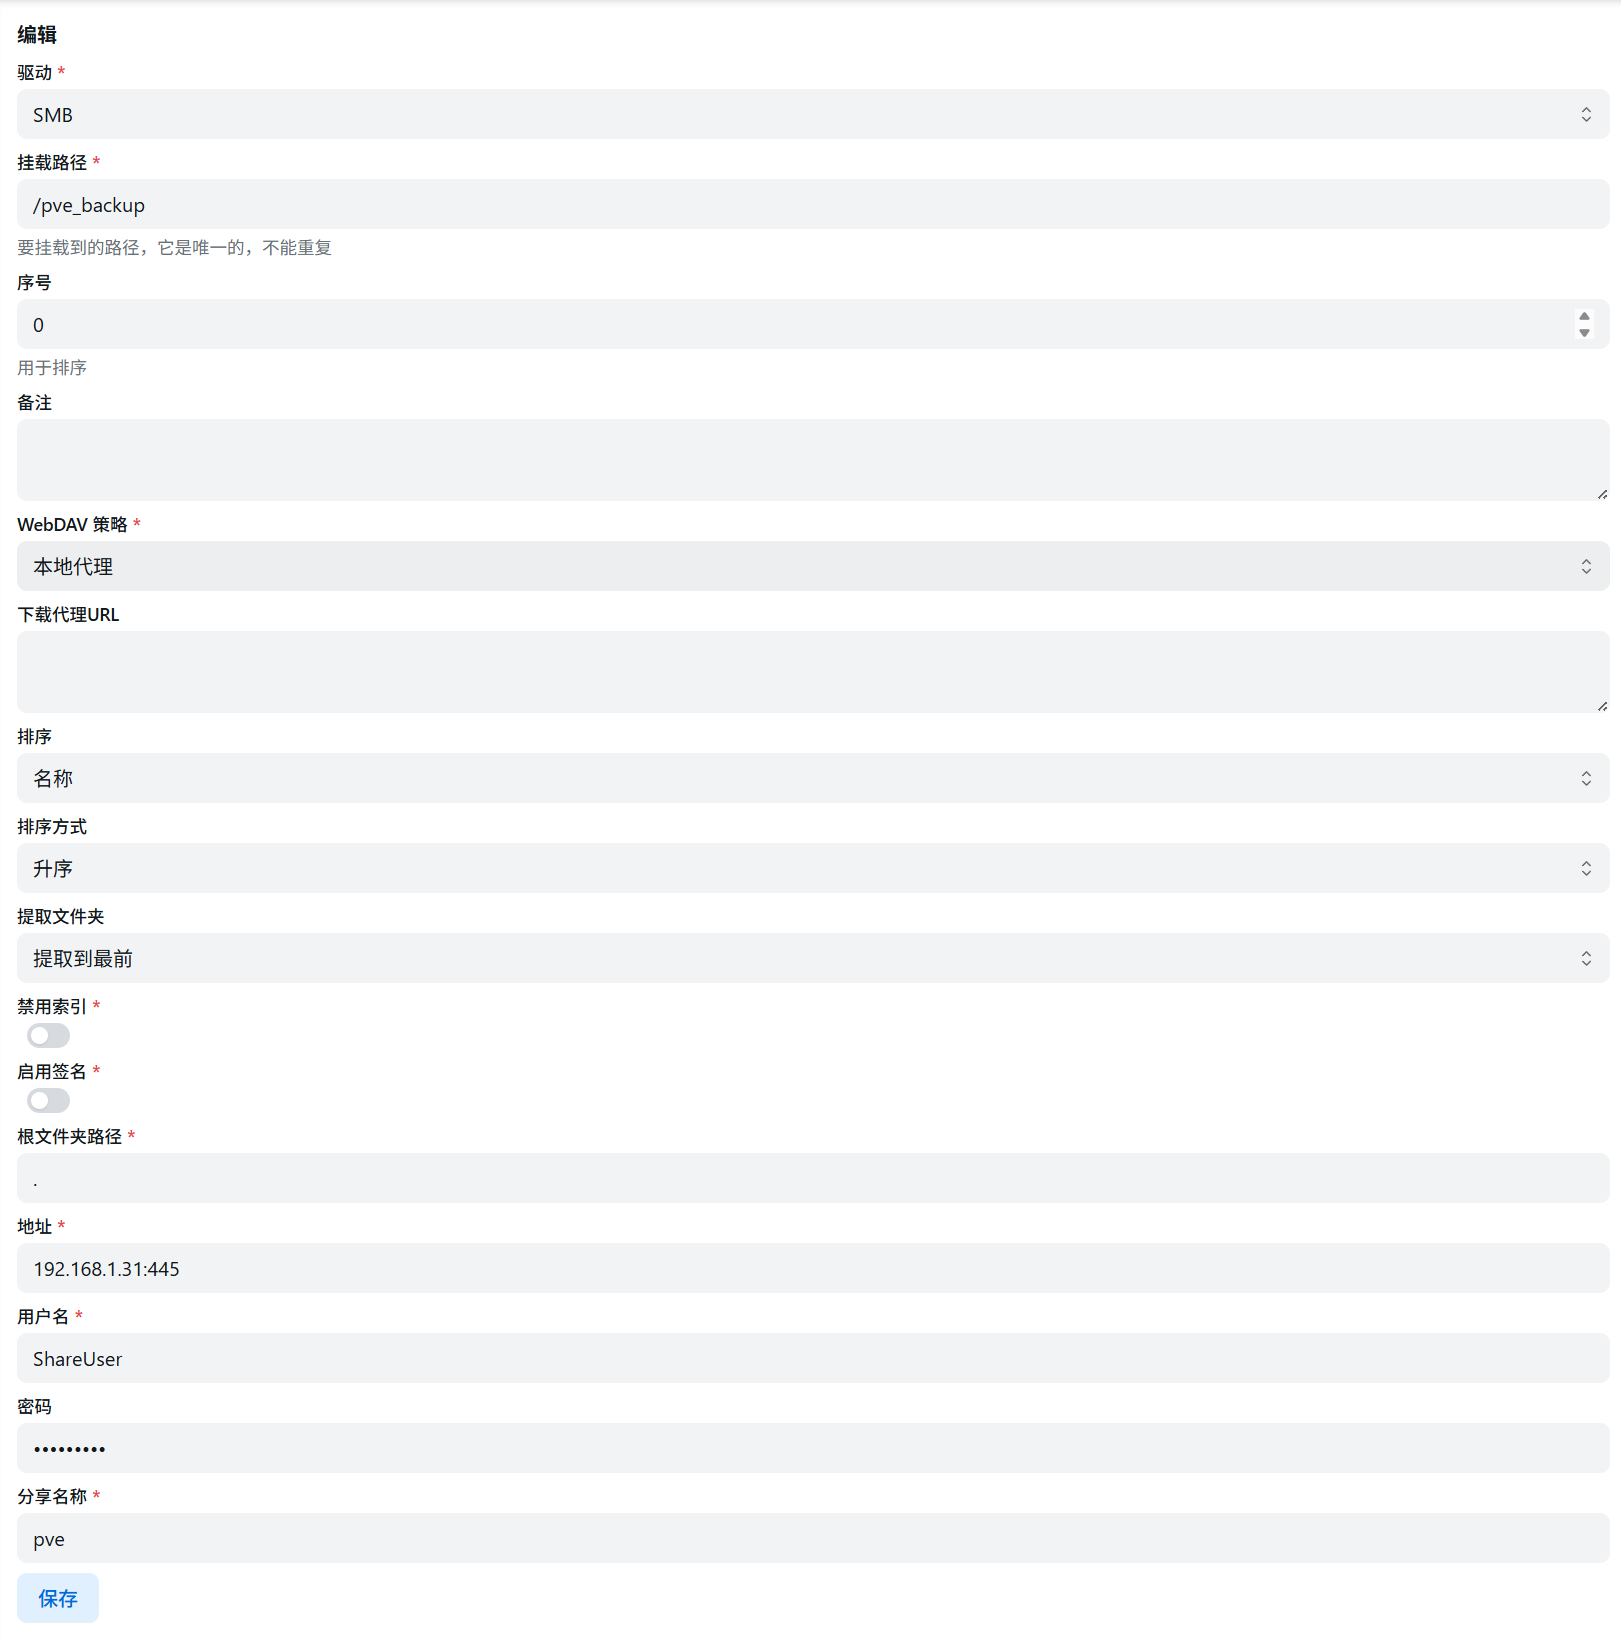 编辑
驱动 *
SMB
挂载路径 *
/pve_backup
要挂载到的路径，它是唯一的，不能重复
序号
0
用于排序
备注
WebDAV 策略 *
本地代理
下载代理URL
排序
名称
排序方式
升序
提取文件夹
提取到最前
禁用索引 *
启用签名 *
根文件夹路径 *
.
地址 *
192.168.1.31:445
用户名 *
ShareUser
密码
•••••••••
分享名称 *
pve
保存